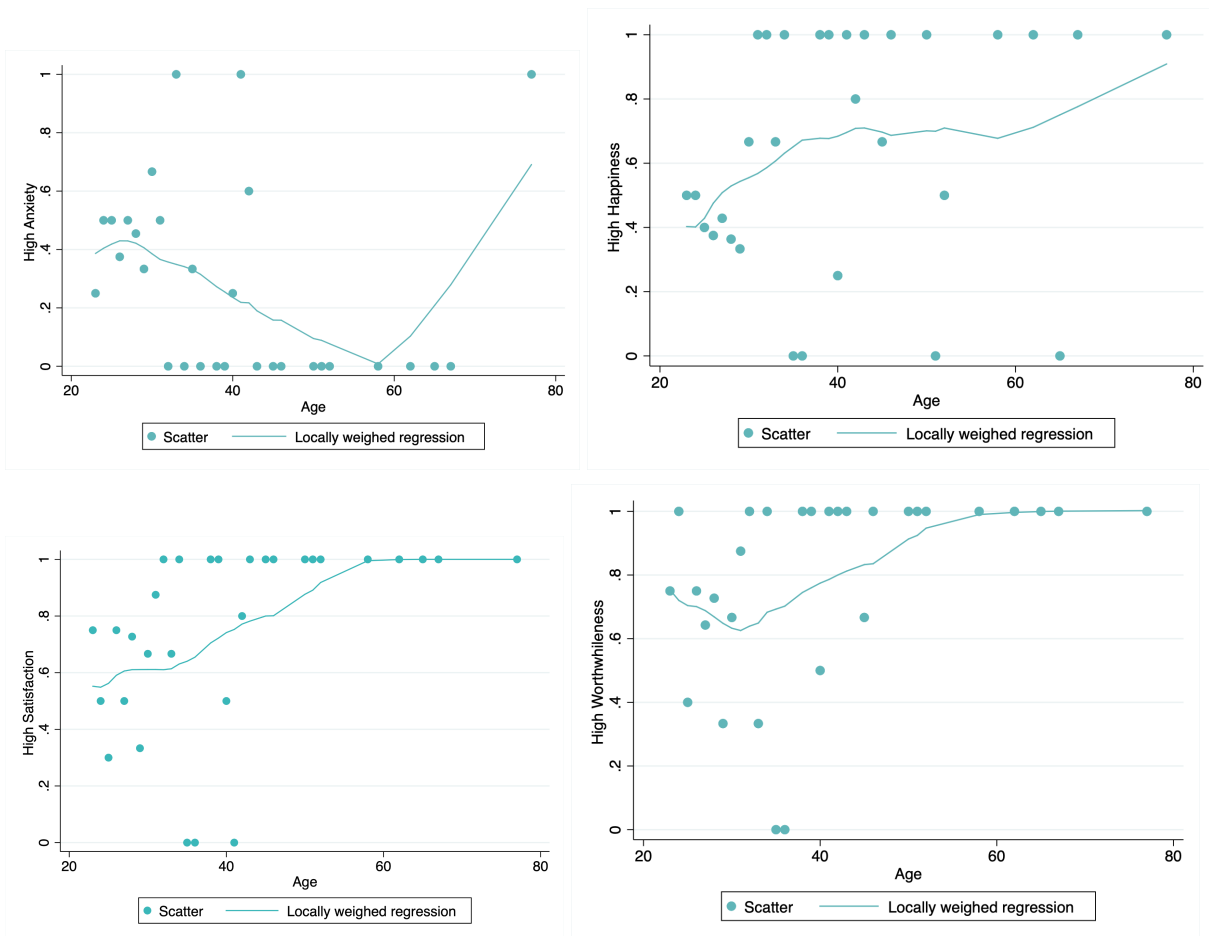 High Anxiety
1
.8
.6
.4
.2
0
20 40 60 80
Age
Scatter Locally weighed regression
High Happiness
1
.8
.6
.4
.2
0
20 40 60 80
Age
Scatter Locally weighed regression
High Satisfaction
1
.8
.6
.4
.2
0
20 40 60 80
Age
Scatter Locally weighed regression
High Worthwhileness
1
.8
.6
.4
.2
0
20 40 60 80
Age
Scatter Locally weighed regression